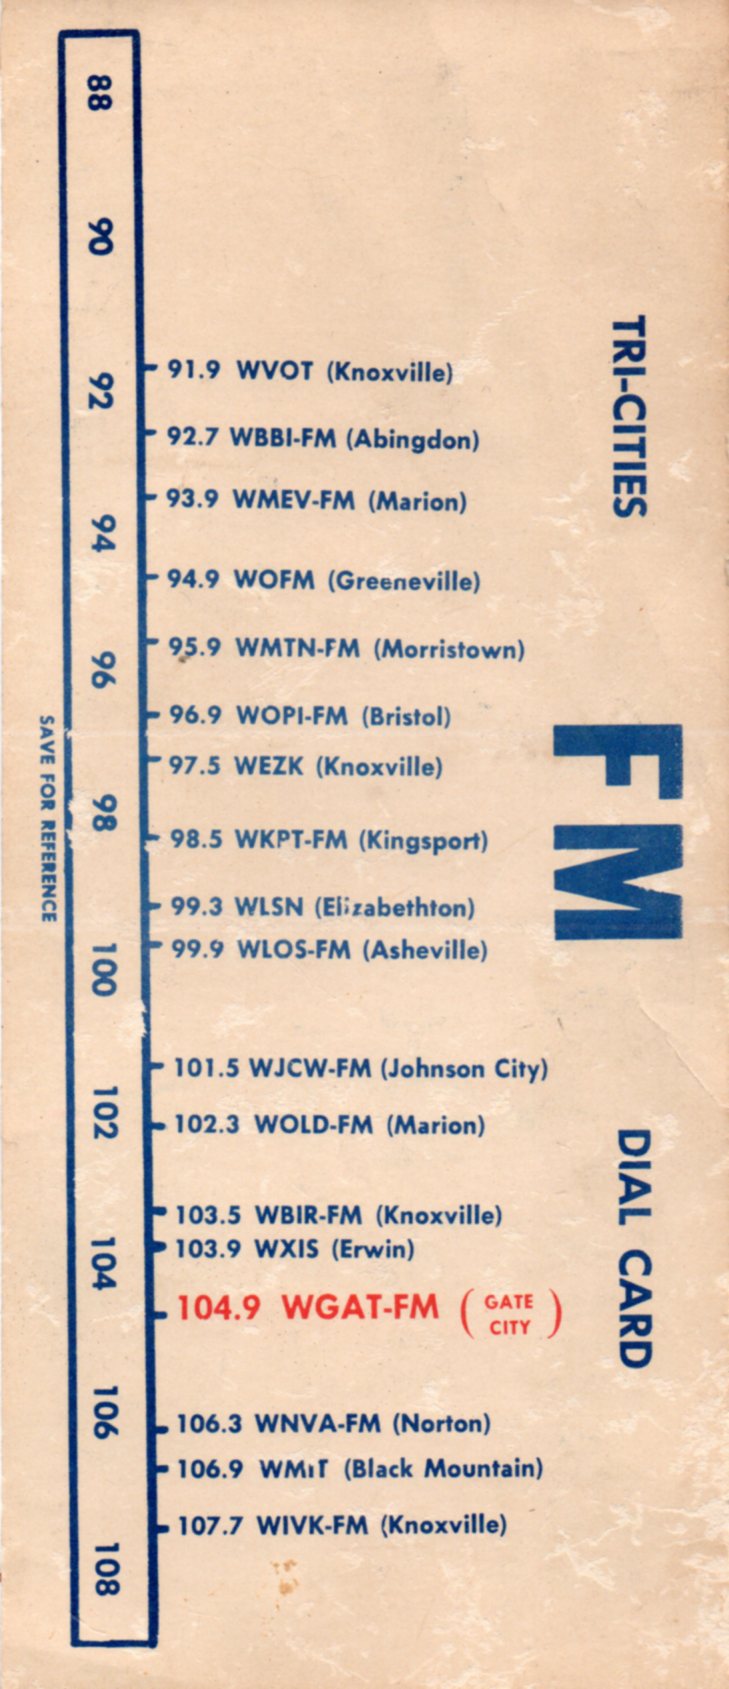 TRI-CITIES FM DIAL CARD
88
90
92
94
96
98
100
102
104
106
108
91.9 WVOT (Knoxville)
92.7 WBBI-FM (Abingdon)
93.9 WMEV-FM (Marion)
94.9 WOFM (Greeneville)
95.9 WMTN-FM (Morristown)
96.9 WOPI-FM (Bristol)
97.5 WEZK (Knoxville)
98.5 WKPT-FM (Kingsport)
99.3 WLSN (Elizabethton)
99.9 WLOS-FM (Asheville)
101.5 WJCW-FM (Johnson City)
102.3 WOLD-FM (Marion)
103.5 WBIR-FM (Knoxville)
103.9 WXIS (Erwin)
104.9 WGAT-FM (GATE CITY)
106.3 WNVA-FM (Norton)
106.9 WMIT (Black Mountain)
107.7 WIVK-FM (Knoxville)
SAVE FOR REFERENCE